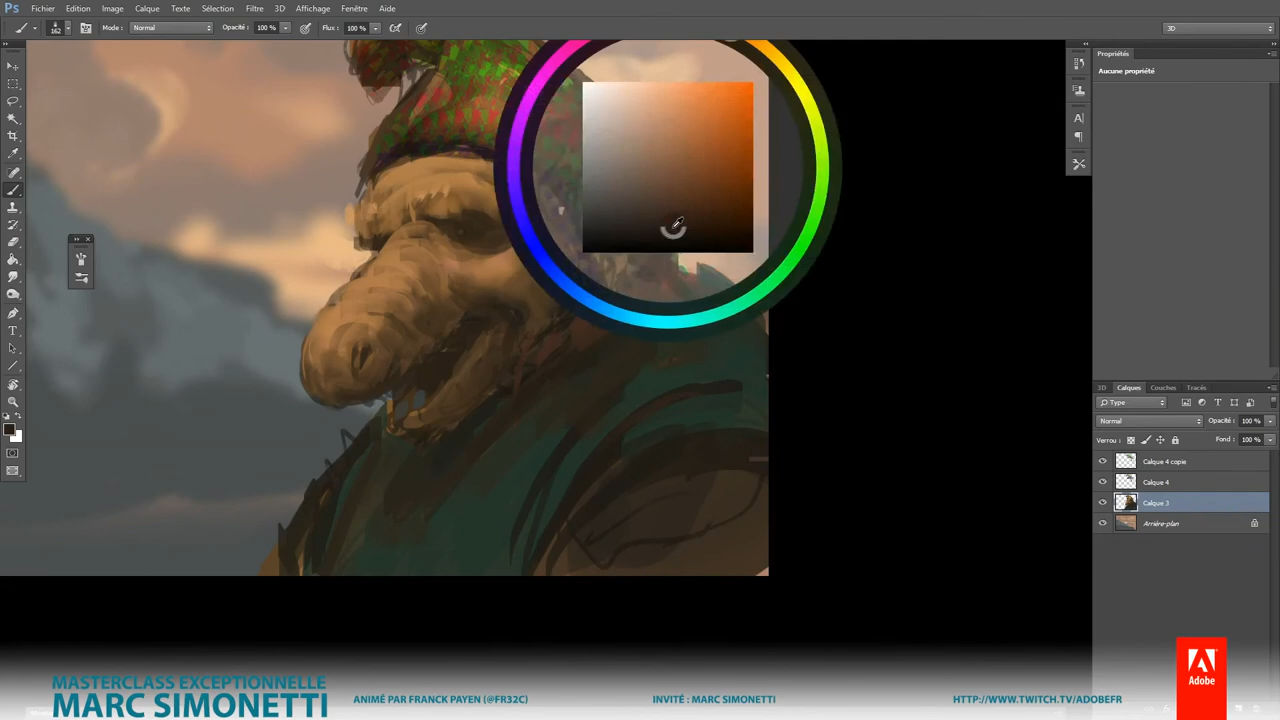 Ps Fichier Edition Image Calque Texte Sélection Filtre 3D Affichage Fenêtre Aide
162 Mode : Normal Opacité : 100 % Flux : 100 % 3D
Propriétés
Aucune propriété
3D Calques Couches Tracés
Type
Normal Opacité : 100 %
Verrou : Fond : 100 %
Calque 4 copie
Calque 4
Calque 3
Arrière-plan
MASTERCLASS EXCEPTIONNELLE
MARC SIMONETTI
ANIMÉ PAR FRANCK PAYEN (@FR32C) INVITÉ : MARC SIMONETTI HTTP://WWW.TWITCH.TV/ADOBEFR
Adobe